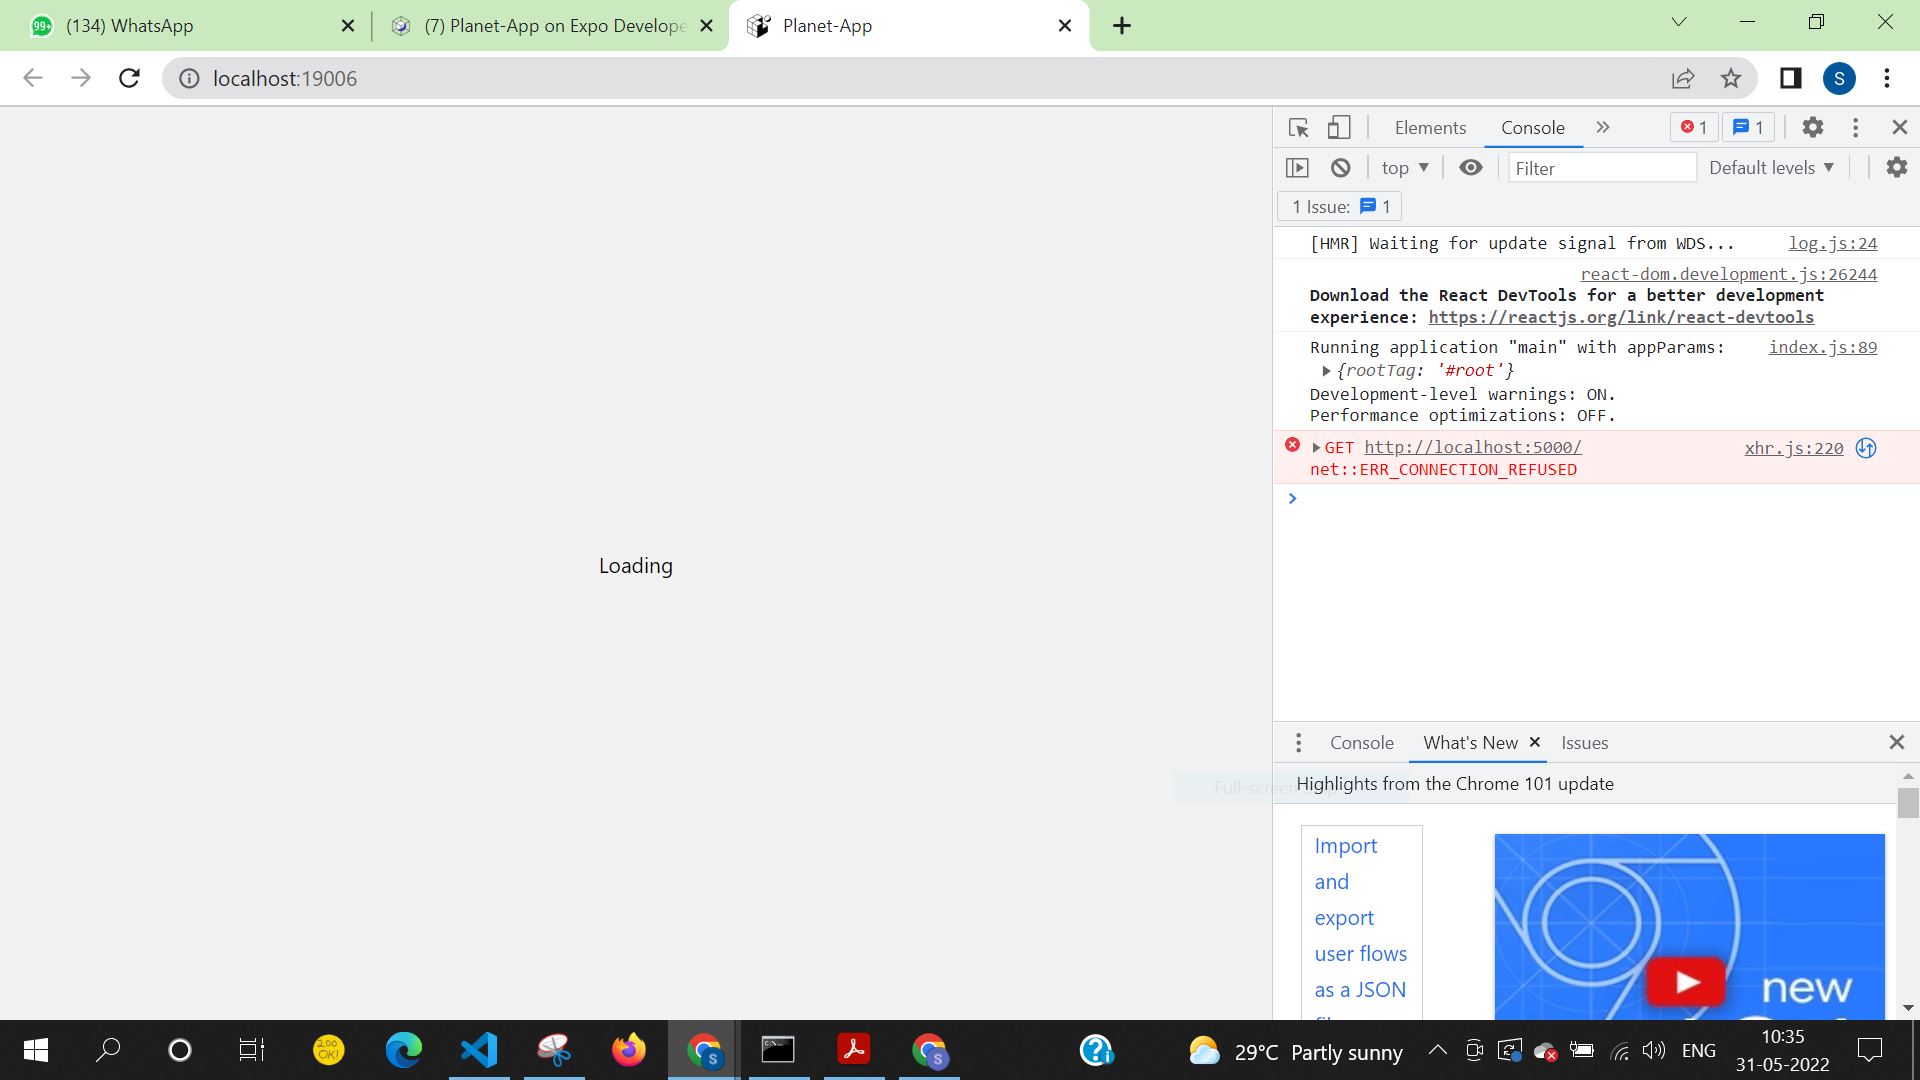 99+ (134) WhatsApp
(7) Planet-App on Expo Develope
Planet-App
localhost:19006
S
Elements
Console
1
1
top
Filter
Default levels
1 Issue: 1
[HMR] Waiting for update signal from WDS... log.js:24
react-dom.development.js:26244
Download the React DevTools for a better development
experience: https://reactjs.org/link/react-devtools
Running application "main" with appParams: index.js:89
{rootTag: '#root'}
Development-level warnings: ON.
Performance optimizations: OFF.
GET http://localhost:5000/ xhr.js:220
net::ERR_CONNECTION_REFUSED
Loading
Console
What's New
Issues
Full-screen
Highlights from the Chrome 101 update
Import
and
export
user flows
as a JSON
new
200
OK!
S
S
29°C Partly sunny
ENG
10:35
31-05-2022